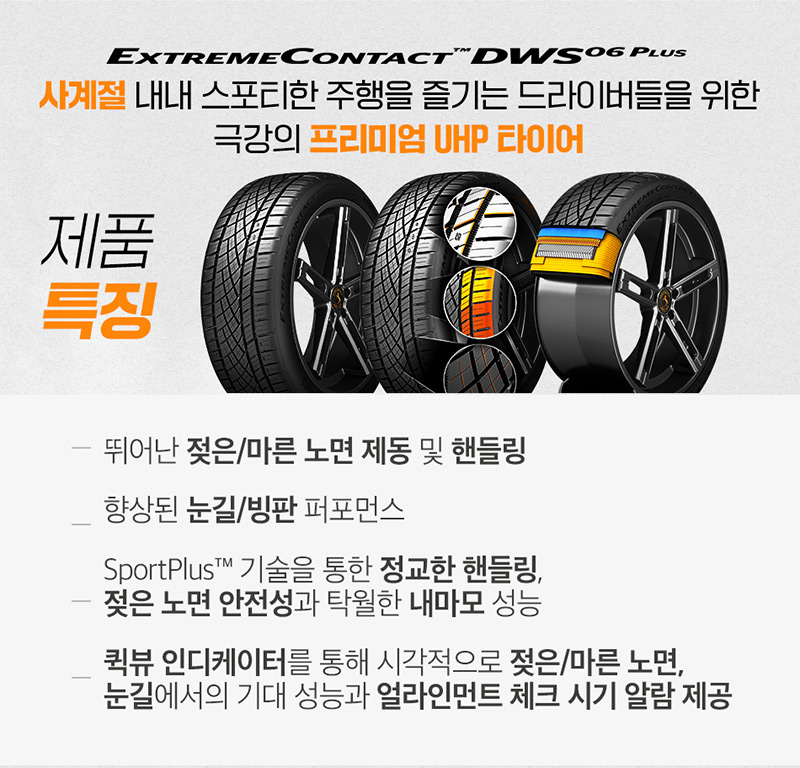 EXTREMECONTACT™ DWS06 PLUS
사계절 내내 스포티한 주행을 즐기는 드라이버들을 위한
극강의 프리미엄 UHP 타이어
제품
특징
EXTREMECONTACT
뛰어난 젖은/마른 노면 제동 및 핸들링
향상된 눈길/빙판 퍼포먼스
SportPlus™ 기술을 통한 정교한 핸들링,
젖은 노면 안전성과 탁월한 내마모 성능
퀵뷰 인디케이터를 통해 시각적으로 젖은/마른 노면,
눈길에서의 기대 성능과 얼라인먼트 체크 시기 알람 제공